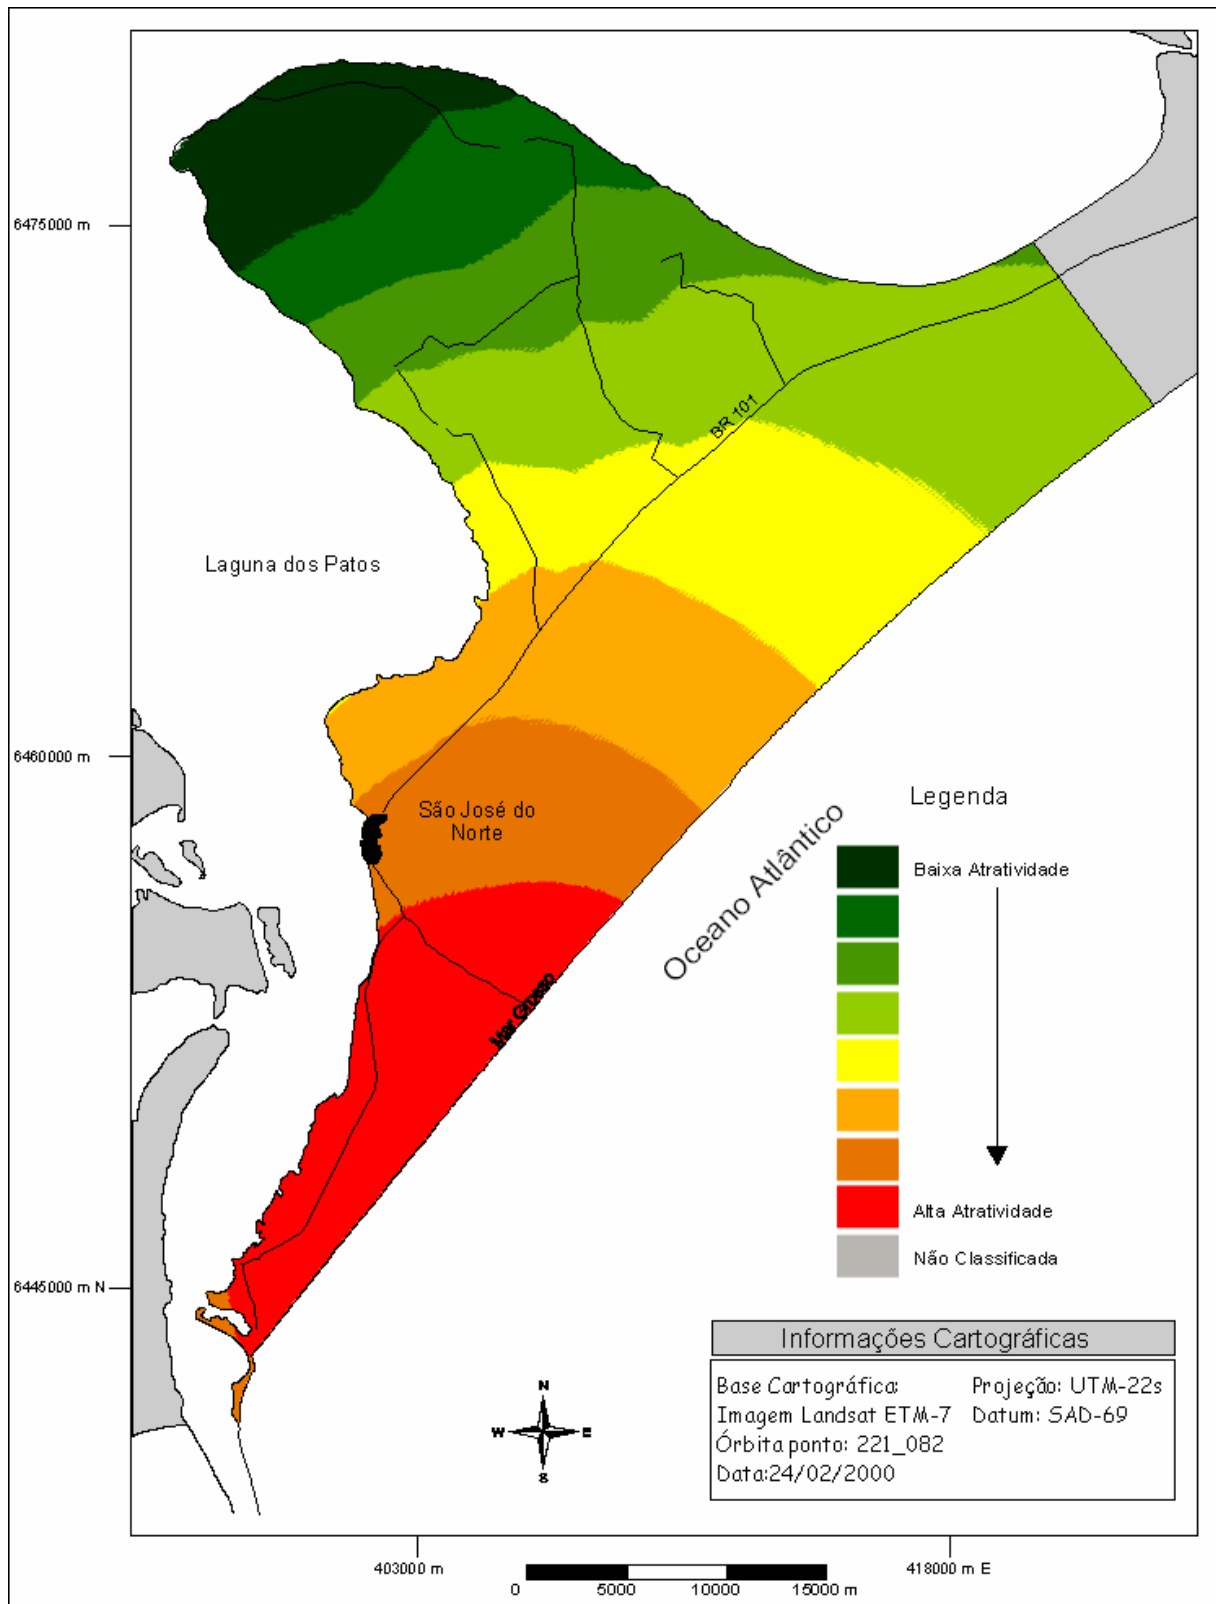 6475000 m
BR 101
Laguna dos Patos
6460000 m
São José do
Norte
Oceano Atlântico
Mar Grosso
Legenda
Baixa Atratividade
Alta Atratividade
Não Classificada
6445000 m N
Informações Cartográficas
Base Cartográfica:
Projeção: UTM-22s
Imagem Landsat ETM-7
Datum: SAD-69
Órbita ponto: 221_082
Data:24/02/2000
N
W
E
S
403000 m
418000 m E
0 5000 10000 15000 m